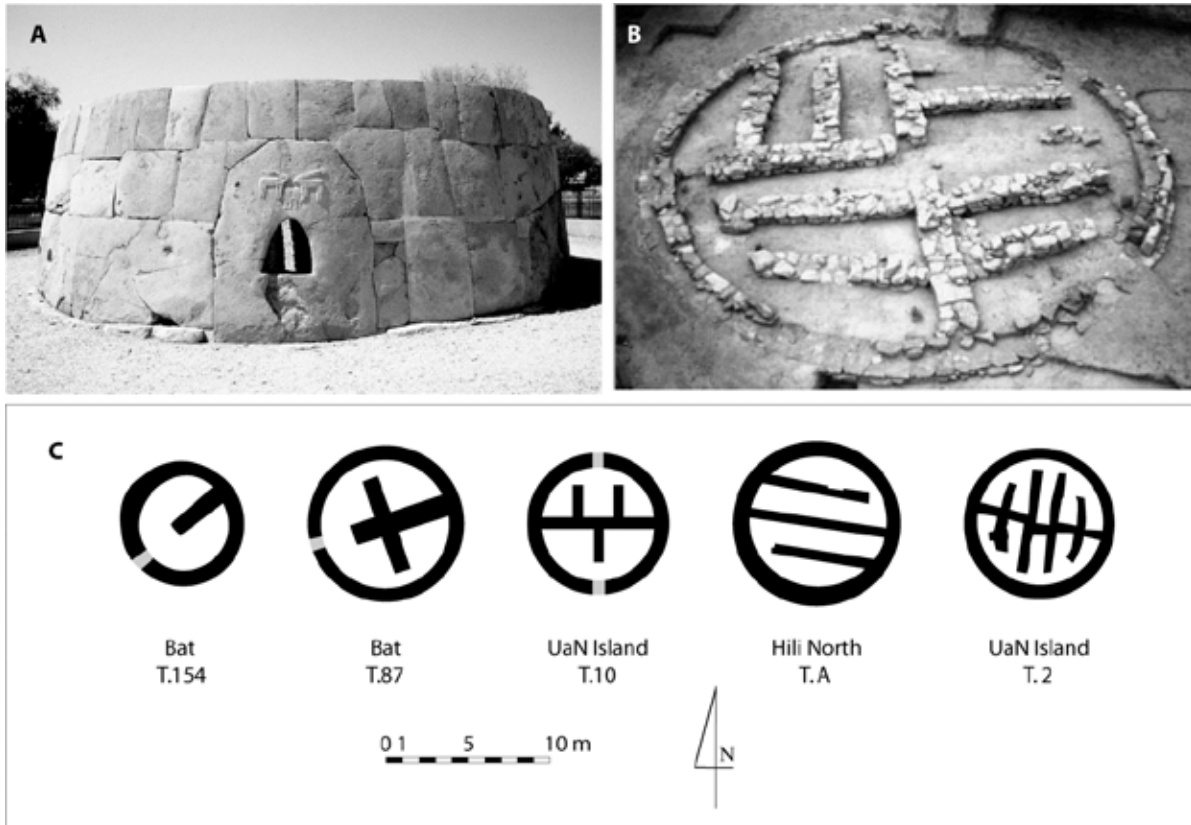 A
B
C
Bat
T.154
Bat
T.87
UaN Island
T.10
Hili North
T. A
UaN Island
T. 2
0 1 5 10 m
N